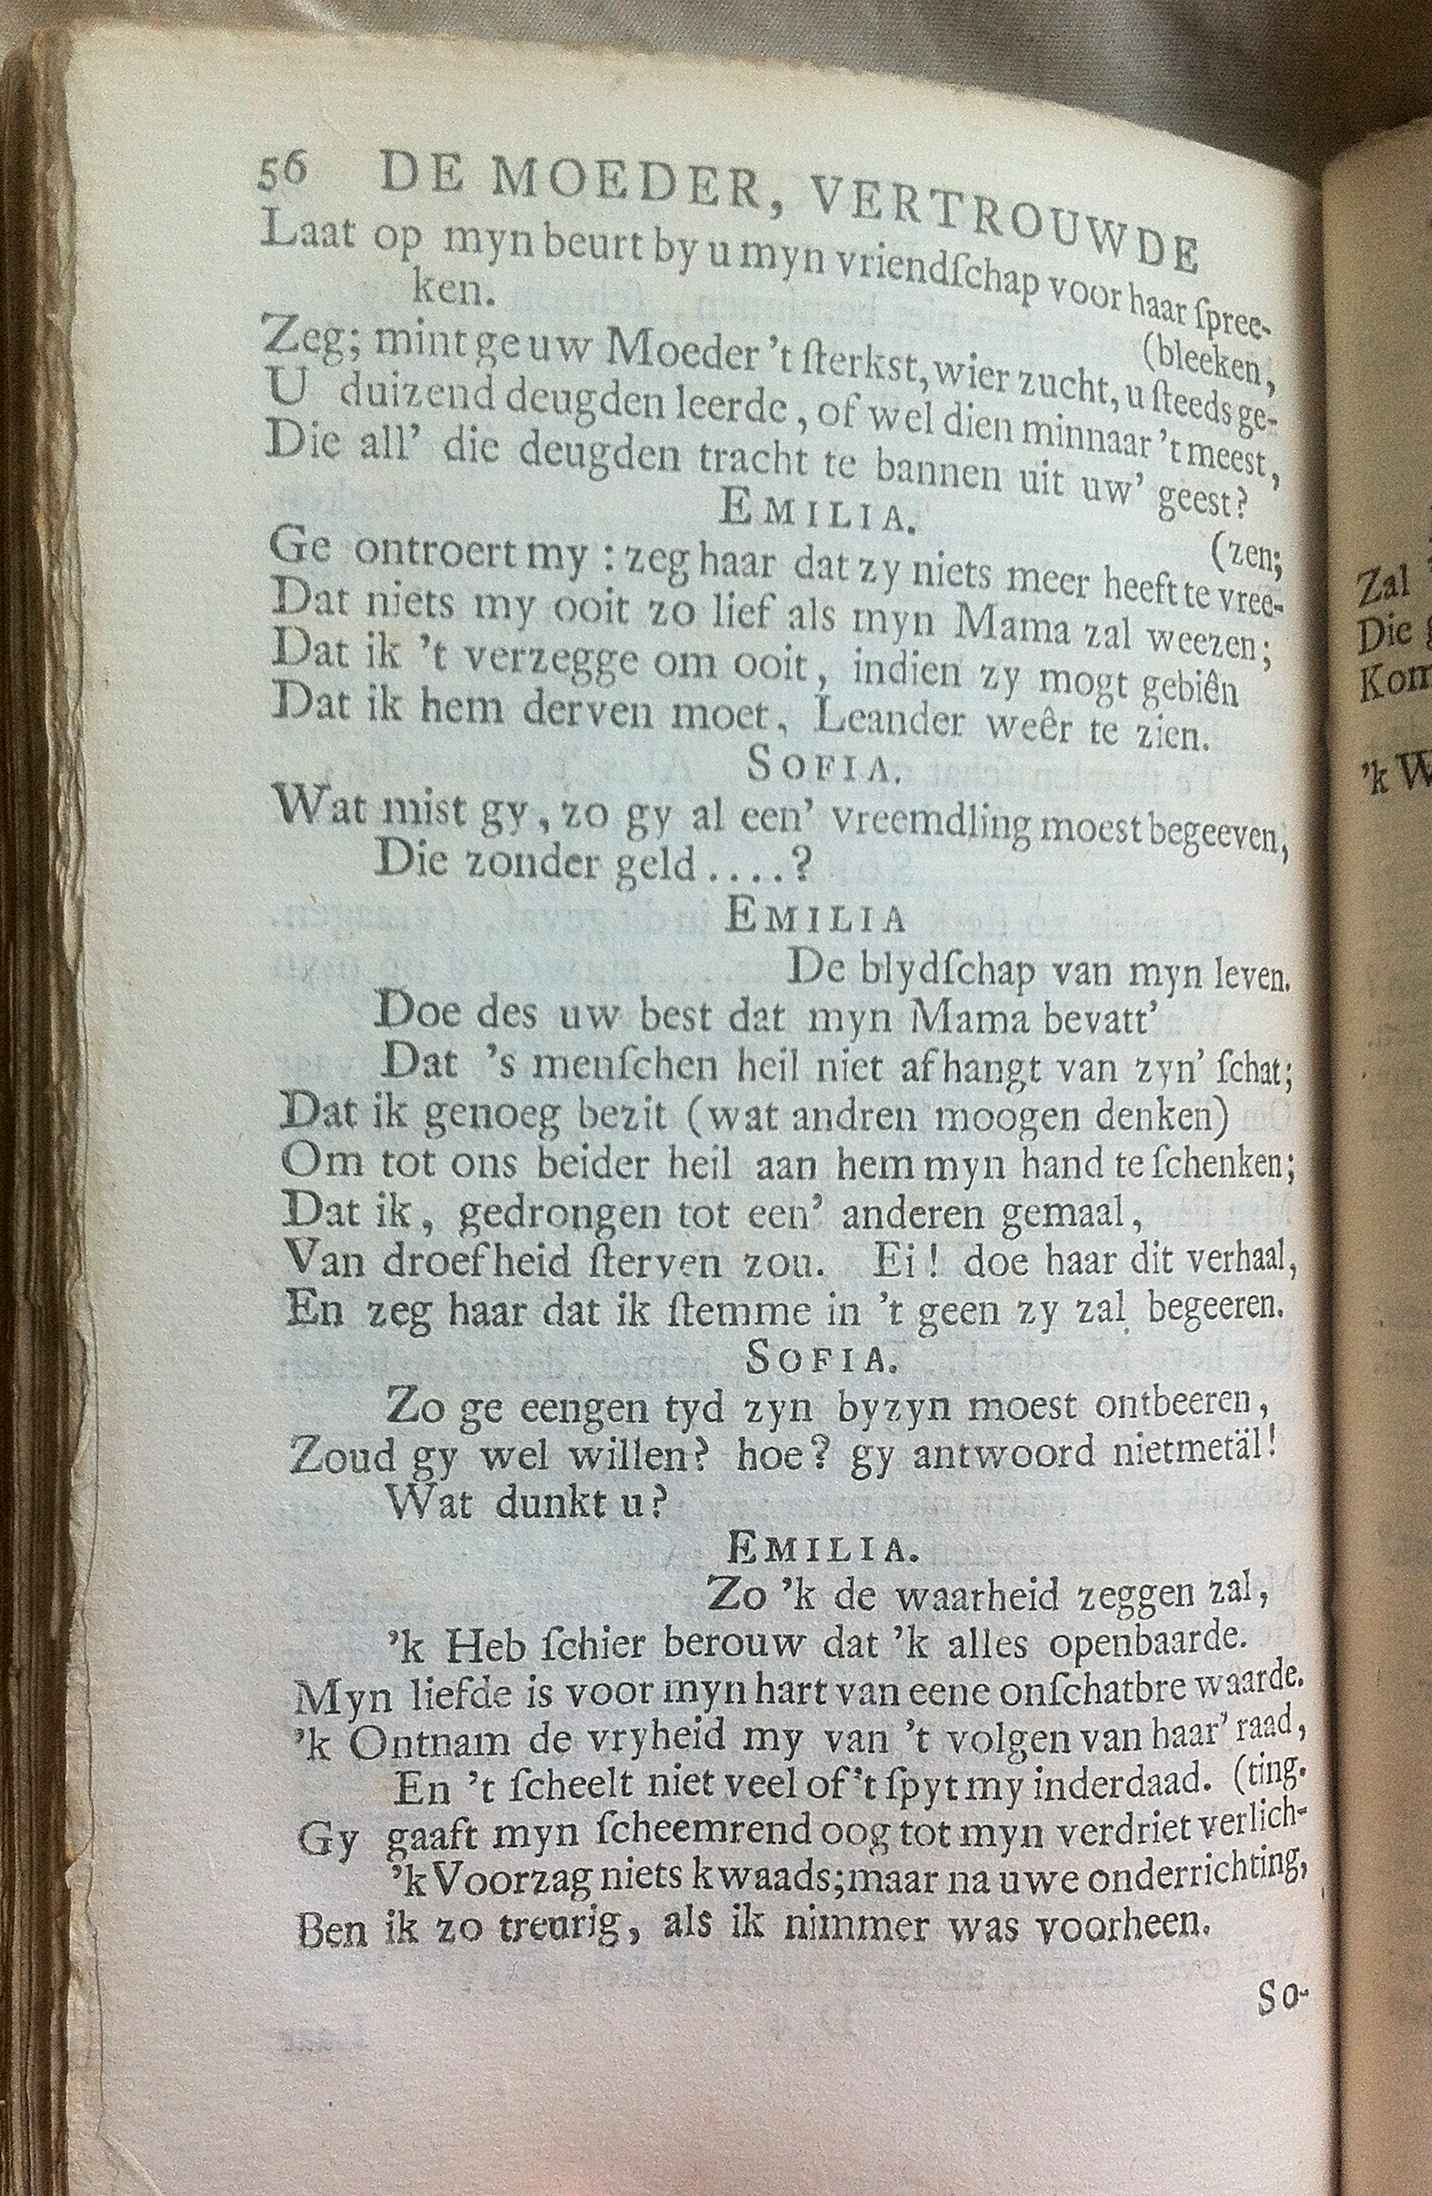 56 DE MOEDER, VERTROUWDE
Laat op myn beurt by u myn vriendſchap voor haar ſpree-
ken.
(bleeken,
Zeg; mint ge uw Moeder 't ſterkst, wier zucht, u ſteeds ge-
U duizend deugden leerde, of wel dien minnaar 't meest,
Die all' die deugden tracht te bannen uit uw' geest?
EMILIA.
(zen;
Ge ontroert my : zeg haar dat zy niets meer heeft te vree-
Dat niets my ooit zo lief als myn Mama zal weezen;
Dat ik 't verzegge om ooit, indien zy mogt gebiên
Dat ik hem derven moet, Leander weêr te zien.
SOFIA.
Wat mist gy, zo gy al een' vreemdling moest begeeven,
Die zonder geld ....?
EMILIA
De blydſchap van myn leven.
Doe des uw best dat myn Mama bevatt'
Dat 's menſchen heil niet afhangt van zyn' ſchat;
Dat ik genoeg bezit (wat andren moogen denken)
Om tot ons beider heil aan hem myn hand te ſchenken;
Dat ik, gedrongen tot een' anderen gemaal,
Van droefheid ſterven zou. Ei! doe haar dit verhaal,
En zeg haar dat ik ſtemme in 't geen zy zal begeeren.
SOFIA.
Zo ge eengen tyd zyn byzyn moest ontbeeren,
Zoud gy wel willen? hoe? gy antwoord nietmetäl!
Wat dunkt u?
EMILIA.
Zo 'k de waarheid zeggen zal,
'k Heb ſchier berouw dat 'k alles openbaarde.
Myn liefde is voor myn hart van eene onſchatbre waarde.
'k Ontnam de vryheid my van 't volgen van haar' raad,
En 't ſcheelt niet veel of 't ſpyt my inderdaad. (ting.
Gy gaaft myn ſcheemrend oog tot myn verdriet verlich-
'k Voorzag niets kwaads; maar na uwe onderrichting,
Ben ik zo treurig, als ik nimmer was voorheen.
So-
Zal
Die
Kom
'k W